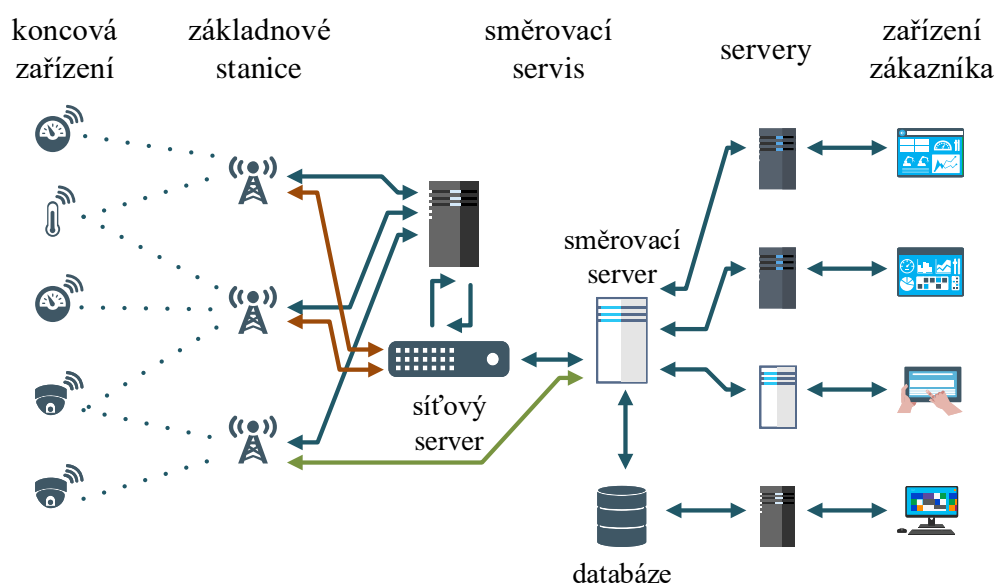 koncová
zařízení
základnové
stanice
směrovací
servis
servery
zařízení
zákazníka
směrovací
server
síťový
server
databáze